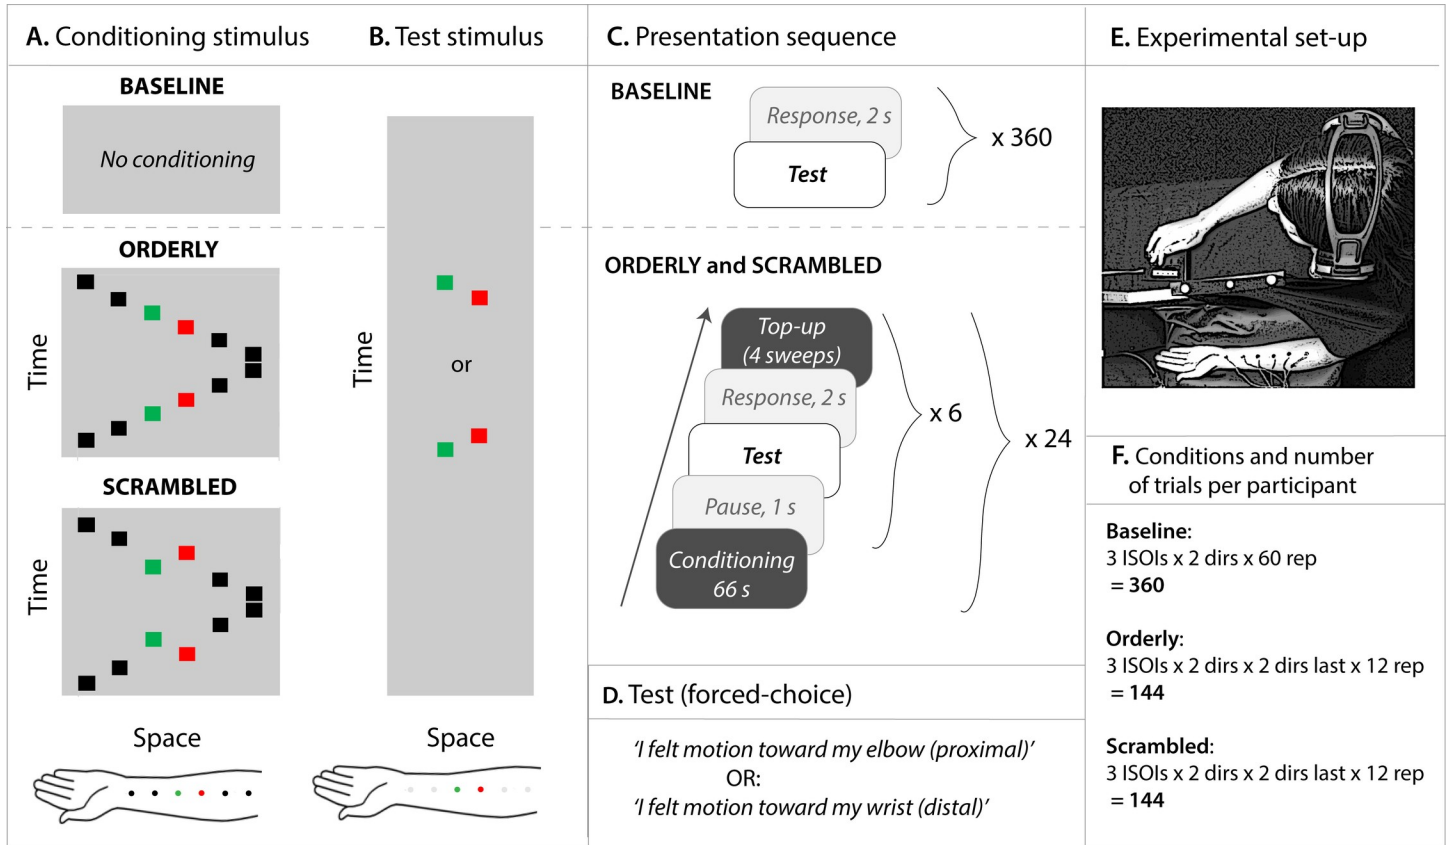 A. Conditioning stimulus
BASELINE
No conditioning
ORDERLY
Time
SCRAMBLED
Time
Space
B. Test stimulus
Time
or
Space
C. Presentation sequence
BASELINE
Response, 2 s
Test
x 360
ORDERLY and SCRAMBLED
Top-up
(4 sweeps)
Response, 2 s
Test
Pause, 1 s
Conditioning
66 s
x 6
x 24
D. Test (forced-choice)
'I felt motion toward my elbow (proximal)'
OR:
'I felt motion toward my wrist (distal)'
E. Experimental set-up
F. Conditions and number
of trials per participant
Baseline:
3 ISOIs x 2 dirs x 60 rep
= 360
Orderly:
3 ISOIs x 2 dirs x 2 dirs last x 12 rep
= 144
Scrambled:
3 ISOIs x 2 dirs x 2 dirs last x 12 rep
= 144